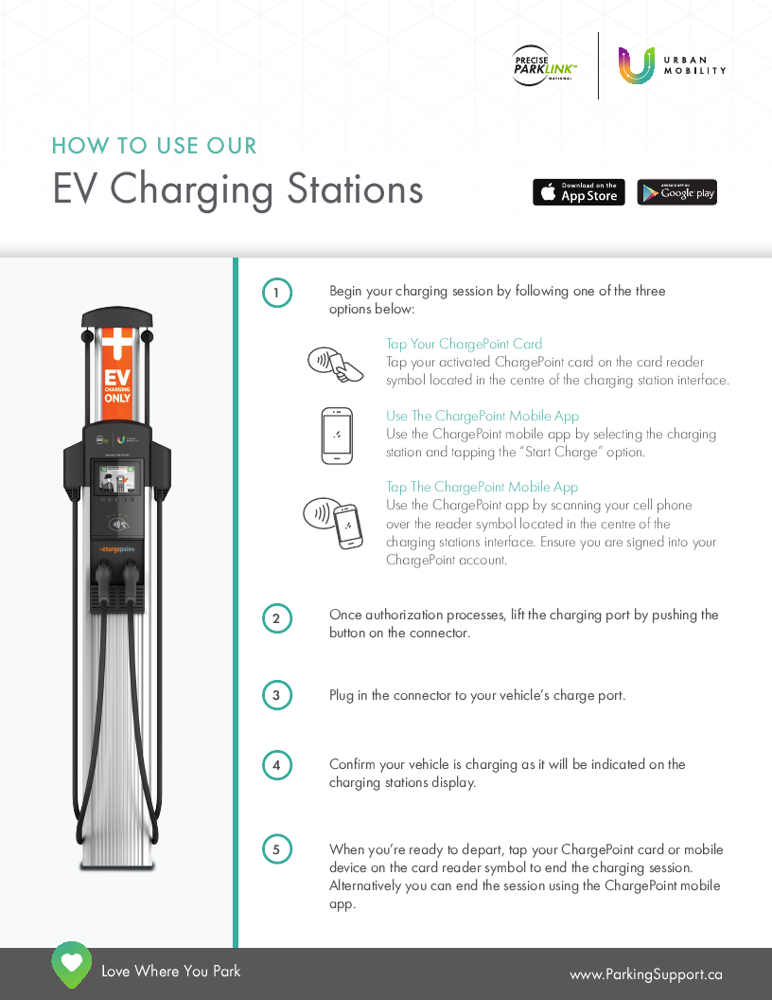 PRECISE
PARKLINK™
NATIONAL
URBAN
MOBILITY
HOW TO USE OUR
EV Charging Stations
Download on the
App Store
ANDROID APP ON
Google play
1
Begin your charging session by following one of the three
options below:
Tap Your ChargePoint Card
Tap your activated ChargePoint card on the card reader
symbol located in the centre of the charging station interface.
Use The ChargePoint Mobile App
Use the ChargePoint mobile app by selecting the charging
station and tapping the “Start Charge” option.
Tap The ChargePoint Mobile App
Use the ChargePoint app by scanning your cell phone
over the reader symbol located in the centre of the
charging stations interface. Ensure you are signed into your
ChargePoint account.
2
Once authorization processes, lift the charging port by pushing the
button on the connector.
3
Plug in the connector to your vehicle’s charge port.
4
Confirm your vehicle is charging as it will be indicated on the
charging stations display.
5
When you’re ready to depart, tap your ChargePoint card or mobile
device on the card reader symbol to end the charging session.
Alternatively you can end the session using the ChargePoint mobile
app.
EV
CHARGING
ONLY
URBAN
MOBILITY
chargepoin+
Love Where You Park
www.ParkingSupport.ca